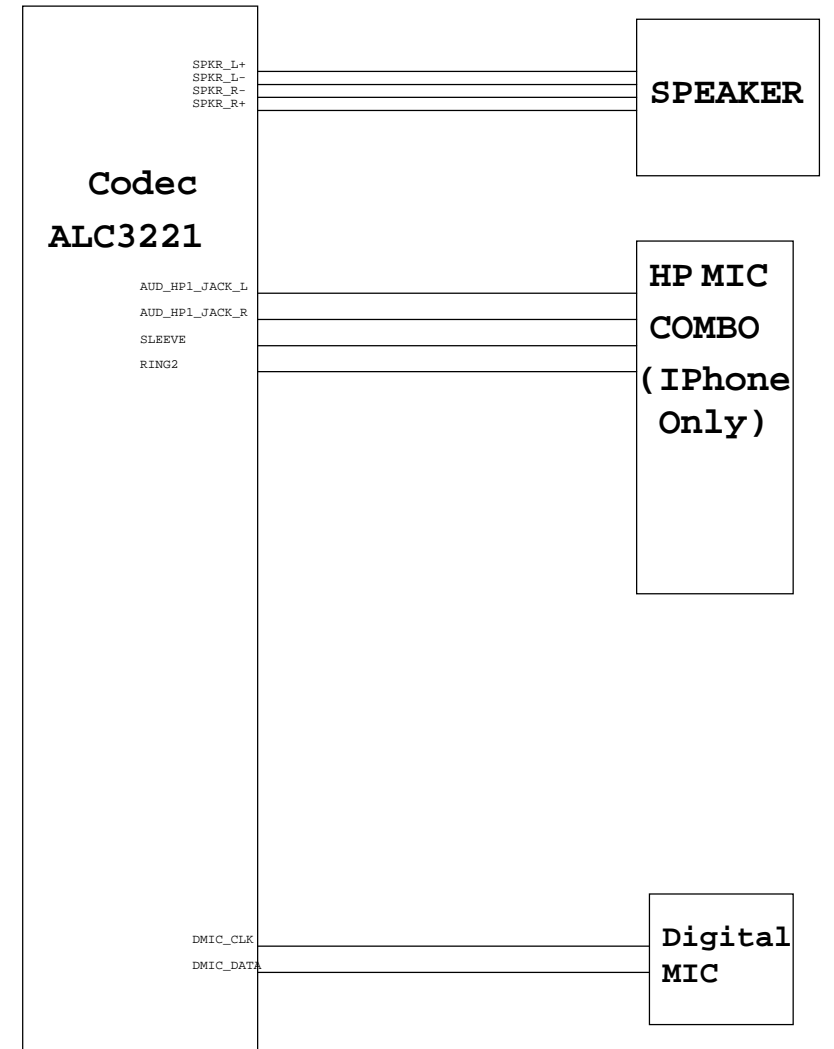 SPKR_L+
SPKR_L-
SPKR_R-
SPKR_R+
SPEAKER
Codec
ALC3221
AUD_HP1_JACK_L
AUD_HP1_JACK_R
SLEEVE
RING2
HP MIC
COMBO
(IPhone
Only)
DMIC_CLK
DMIC_DATA
Digital
MIC